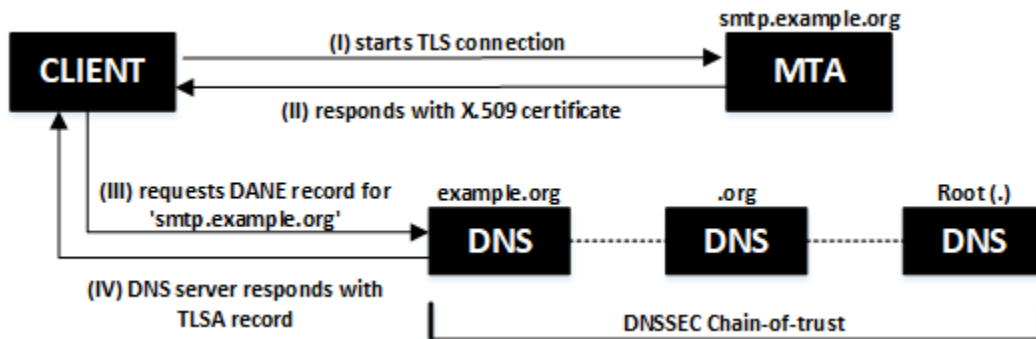 smtp.example.org
(I) starts TLS connection
CLIENT
MTA
(II) responds with X.509 certificate
(III) requests DANE record for
'smtp.example.org'
example.org
.org
Root (.)
DNS
DNS
DNS
(IV) DNS server responds with
TLSA record
DNSSEC Chain-of-trust